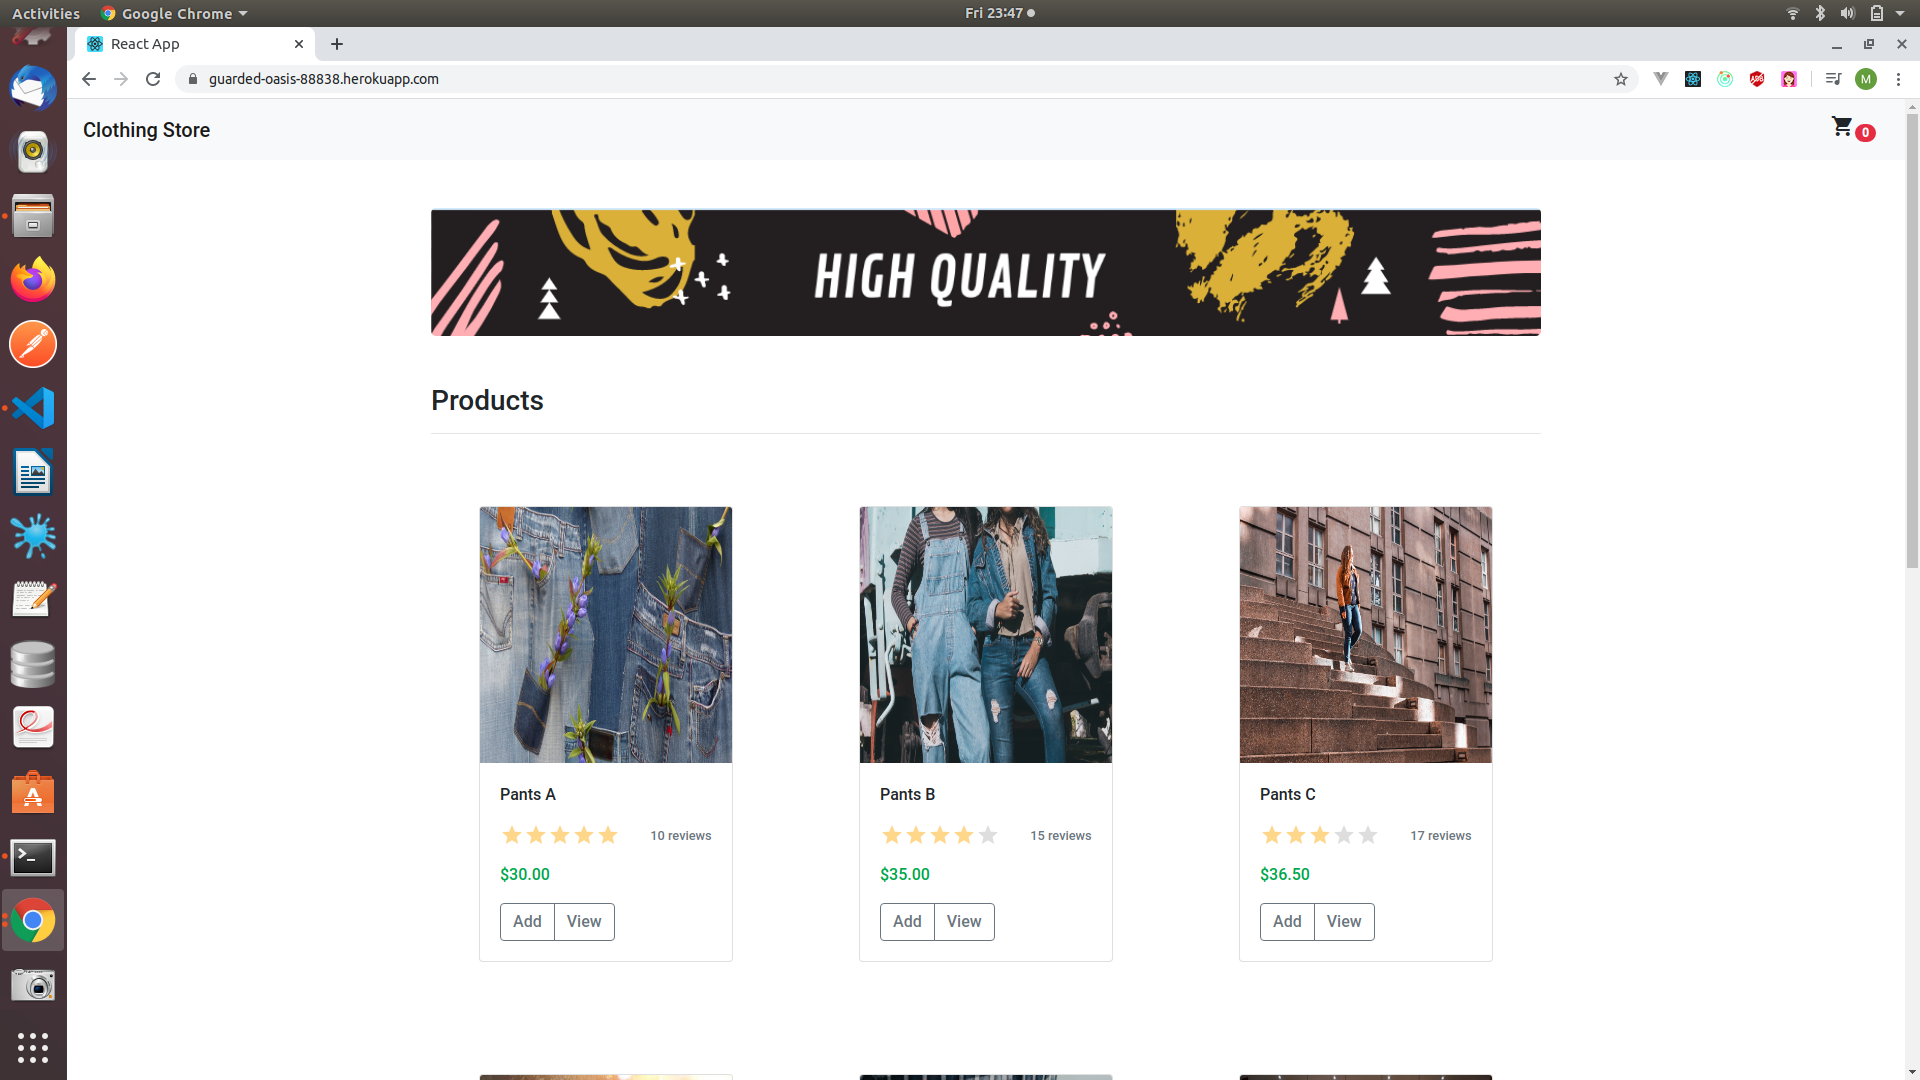 Activities
Google Chrome
Fri 23:47
React App
guarded-oasis-88838.herokuapp.com
ABP
M
Clothing Store
0
HIGH QUALITY
Products
Pants A
10 reviews
$30.00
Add View
Pants B
15 reviews
$35.00
Add View
Pants C
17 reviews
$36.50
Add View